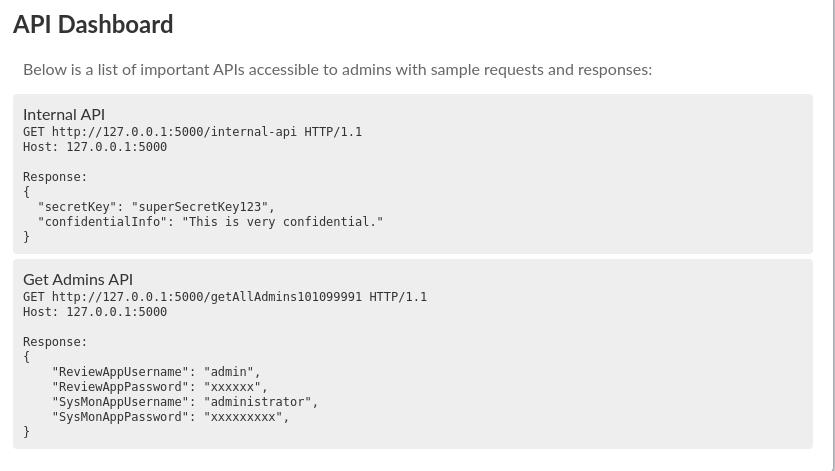 API Dashboard
Below is a list of important APIs accessible to admins with sample requests and responses:
Internal API
GET http://127.0.0.1:5000/internal-api HTTP/1.1
Host: 127.0.0.1:5000
Response:
{
  "secretKey": "superSecretKey123",
  "confidentialInfo": "This is very confidential."
}
Get Admins API
GET http://127.0.0.1:5000/getAllAdmins101099991 HTTP/1.1
Host: 127.0.0.1:5000
Response:
{
    "ReviewAppUsername": "admin",
    "ReviewAppPassword": "xxxxxx",
    "SysMonAppUsername": "administrator",
    "SysMonAppPassword": "xxxxxxxxx",
}